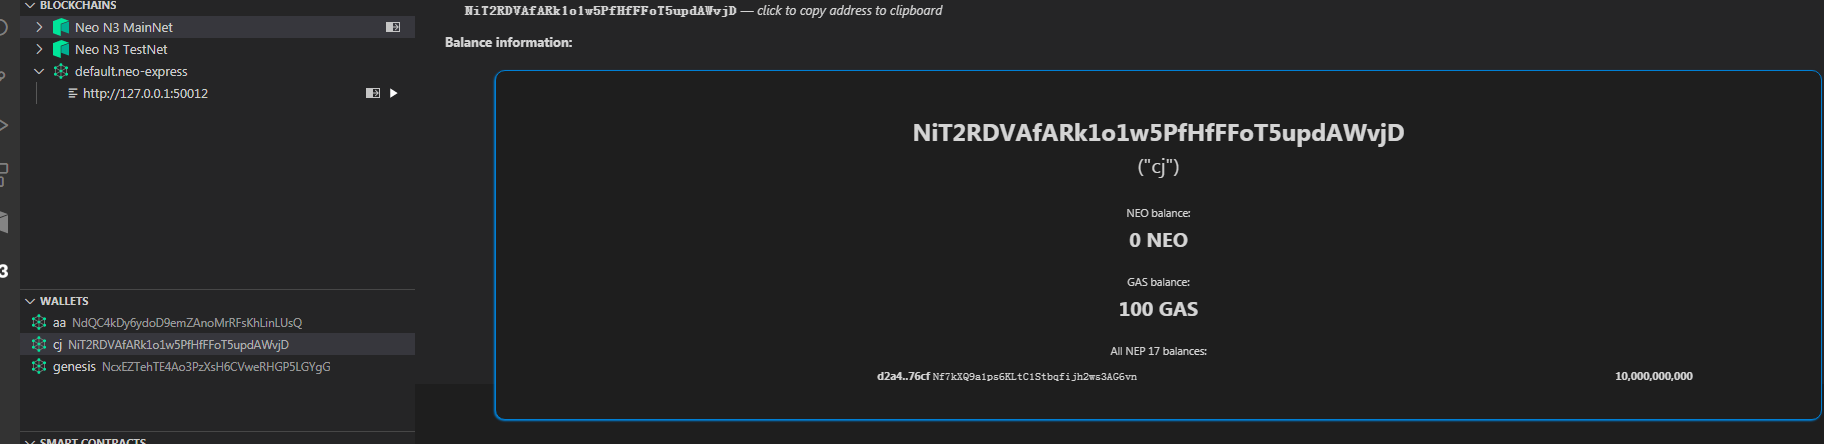 BLOCKCHAINS
Neo N3 MainNet
Neo N3 TestNet
default.neo-express
http://127.0.0.1:50012
3
WALLETS
aa NdQC4kDy6ydoD9emZAnoMrRFsKhLinLUsQ
cj NiT2RDVAfARk1o1w5PfHfFFoT5updAWvjD
genesis NcxEZTehTE4Ao3PzXsH6CVweRHGP5LGYgG
SMART CONTRACTS
NiT2RDVAfARk1o1w5PfHfFFoT5updAWvjD — click to copy address to clipboard
Balance information:
NiT2RDVAfARk1o1w5PfHfFFoT5updAWvjD
("cj")
NEO balance:
0 NEO
GAS balance:
100 GAS
All NEP 17 balances:
d2a4..76cf Nf7kXQ9a1ps6KLtC1Stbqfijh2ws3AG6vn 10,000,000,000